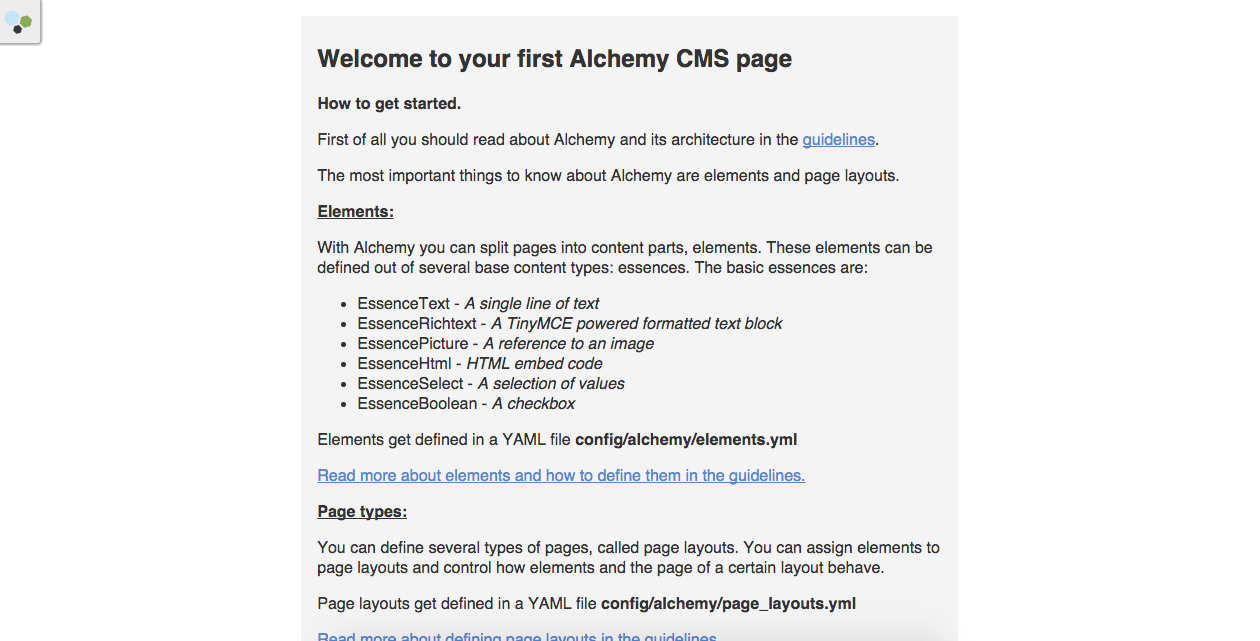 Welcome to your first Alchemy CMS page
How to get started.
First of all you should read about Alchemy and its architecture in the guidelines.
The most important things to know about Alchemy are elements and page layouts.
Elements:
With Alchemy you can split pages into content parts, elements. These elements can be
defined out of several base content types: essences. The basic essences are:
• EssenceText - A single line of text
• EssenceRichtext - A TinyMCE powered formatted text block
• EssencePicture - A reference to an image
• EssenceHtml - HTML embed code
• EssenceSelect - A selection of values
• EssenceBoolean - A checkbox
Elements get defined in a YAML file config/alchemy/elements.yml
Read more about elements and how to define them in the guidelines.
Page types:
You can define several types of pages, called page layouts. You can assign elements to
page layouts and control how elements and the page of a certain layout behave.
Page layouts get defined in a YAML file config/alchemy/page_layouts.yml
Read more about defining page layouts in the guidelines.